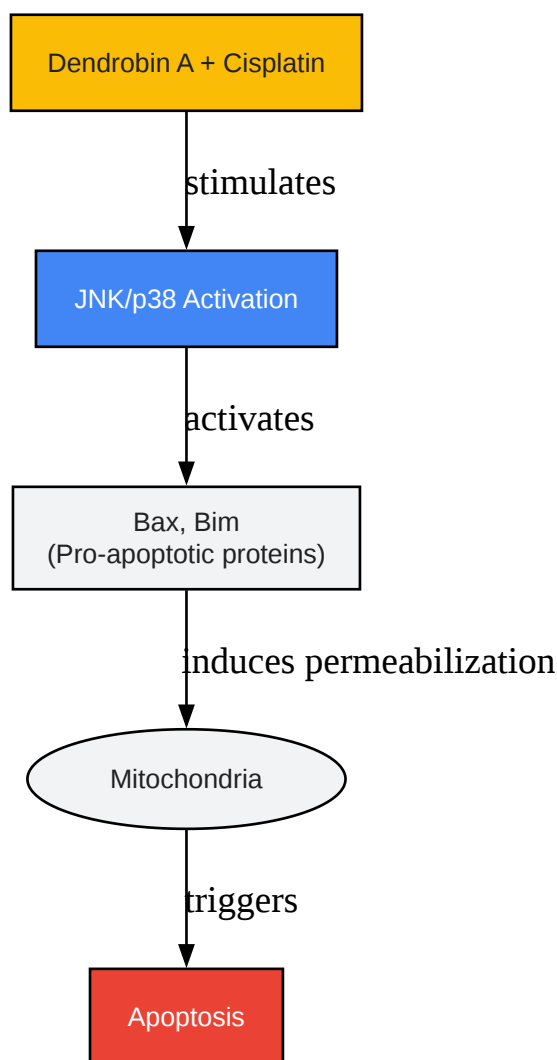 Dendrobin A + Cisplatin
stimulates
JNK/p38 Activation
activates
Bax, Bim
(Pro-apoptotic proteins)
induces permeabilization
Mitochondria
triggers
Apoptosis